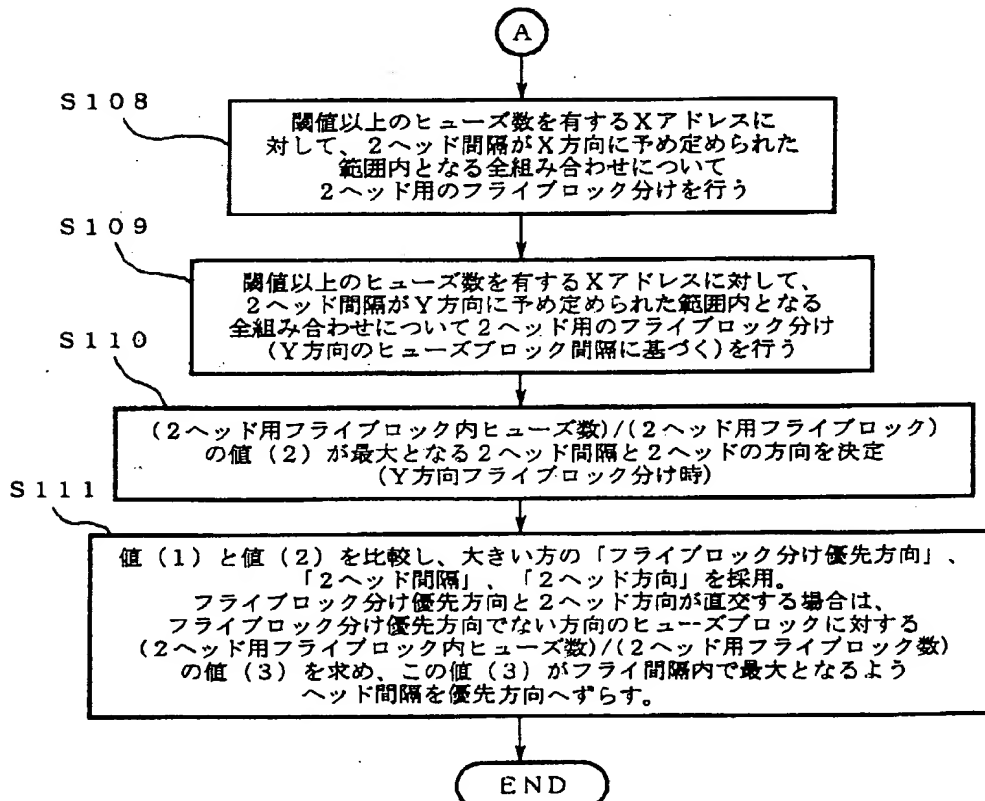 A
S108
閾値以上のヒューズ数を有するXアドレスに
対して、2ヘッド間隔がX方向に予め定められた
範囲内となる全組み合わせについて
2ヘッド用のフライブロック分けを行う
S109
閾値以上のヒューズ数を有するXアドレスに対して、
2ヘッド間隔がY方向に予め定められた範囲内となる
全組み合わせについて2ヘッド用のフライブロック分け
(Y方向のヒューズブロック間隔に基づく)を行う
S110
(2ヘッド用フライブロック内ヒューズ数)/(2ヘッド用フライブロック)
の値(2)が最大となる2ヘッド間隔と2ヘッドの方向を決定
(Y方向フライブロック分け時)
S111
値(1)と値(2)を比較し、大きい方の「フライブロック分け優先方向」、
「2ヘッド間隔」、「2ヘッド方向」を採用。
フライブロック分け優先方向と2ヘッド方向が直交する場合は、
フライブロック分け優先方向でない方向のヒューズブロックに対する
(2ヘッド用フライブロック内ヒューズ数)/(2ヘッド用フライブロック数)
の値(3)を求め、この値(3)がフライ間隔内で最大となるよう
ヘッド間隔を優先方向へずらす。
END